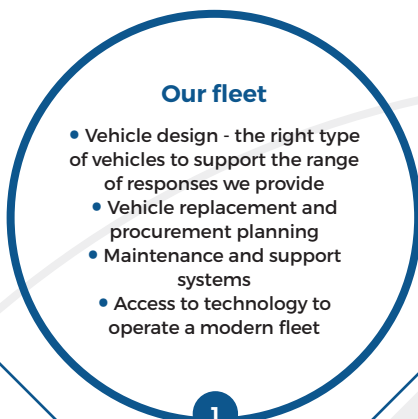 Our fleet
• Vehicle design - the right type
of vehicles to support the range
of responses we provide
• Vehicle replacement and
procurement planning
• Maintenance and support
systems
• Access to technology to
operate a modern fleet
1